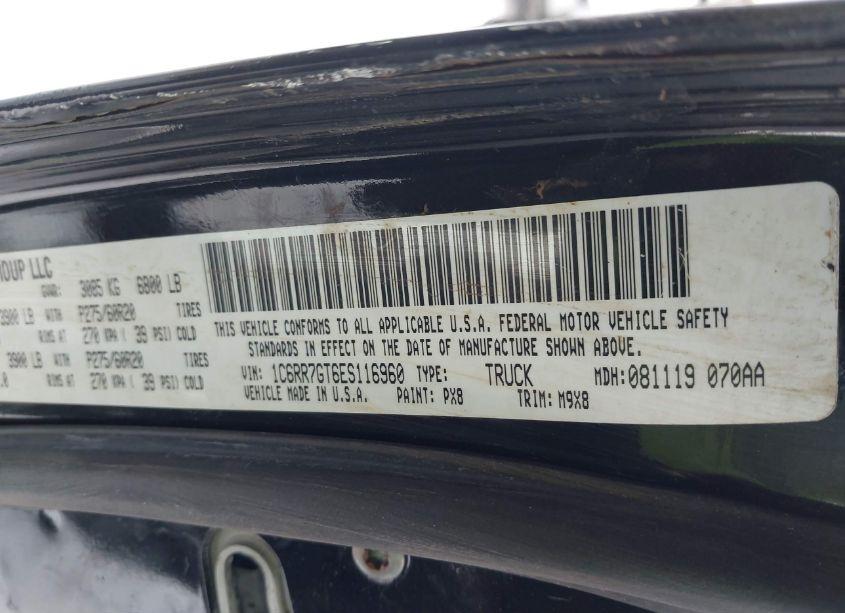 ROUP LLC
GVWR: 3085 KG 6800 LB
3900 LB WITH P275/60R20 TIRES
RIMS AT 270 KPA ( 39 PSI) COLD
3900 LB WITH P275/60R20 TIRES
.0 RIMS AT 270 KPA ( 39 PSI) COLD
THIS VEHICLE CONFORMS TO ALL APPLICABLE U.S.A. FEDERAL MOTOR VEHICLE SAFETY
STANDARDS IN EFFECT ON THE DATE OF MANUFACTURE SHOWN ABOVE.
VIN: 1C6RR7GT6ES116960 TYPE: TRUCK MDH: 081119 070AA
VEHICLE MADE IN U.S.A. PAINT: PX8 TRIM: M9X8